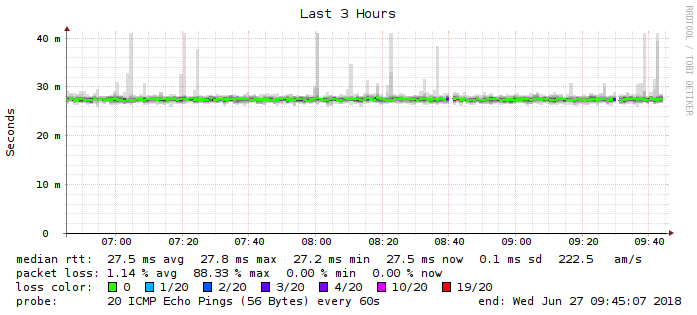 Last 3 Hours
RRDTOOL / TOBI OETIKER
Seconds
40 m
30 m
20 m
10 m
0
07:00 07:20 07:40 08:00 08:20 08:40 09:00 09:20 09:40
median rtt: 27.5 ms avg 27.8 ms max 27.2 ms min 27.5 ms now 0.1 ms sd 222.5 am/s
packet loss: 1.14 % avg 88.33 % max 0.00 % min 0.00 % now
loss color: 0 1/20 2/20 3/20 4/20 10/20 19/20
probe: 20 ICMP Echo Pings (56 Bytes) every 60s end: Wed Jun 27 09:45:07 2018